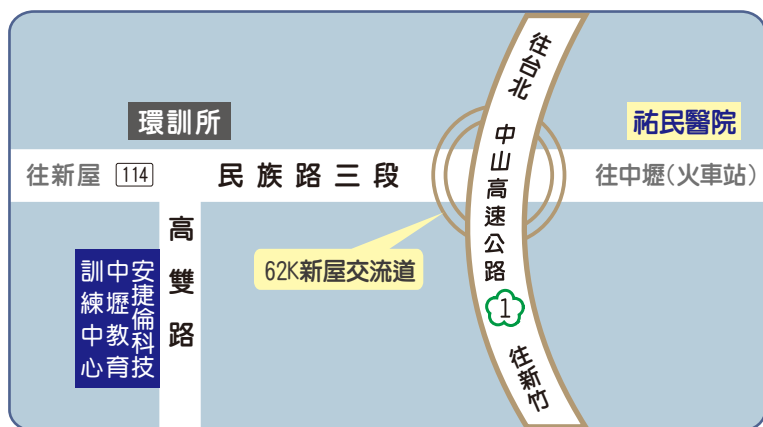 往台北
環訓所
祐民醫院
中山高速公路
往新屋 114
民族路三段
往中壢(火車站)
高雙路
62K新屋交流道
安捷倫科技
中壢教育
訓練中心
1
往新竹